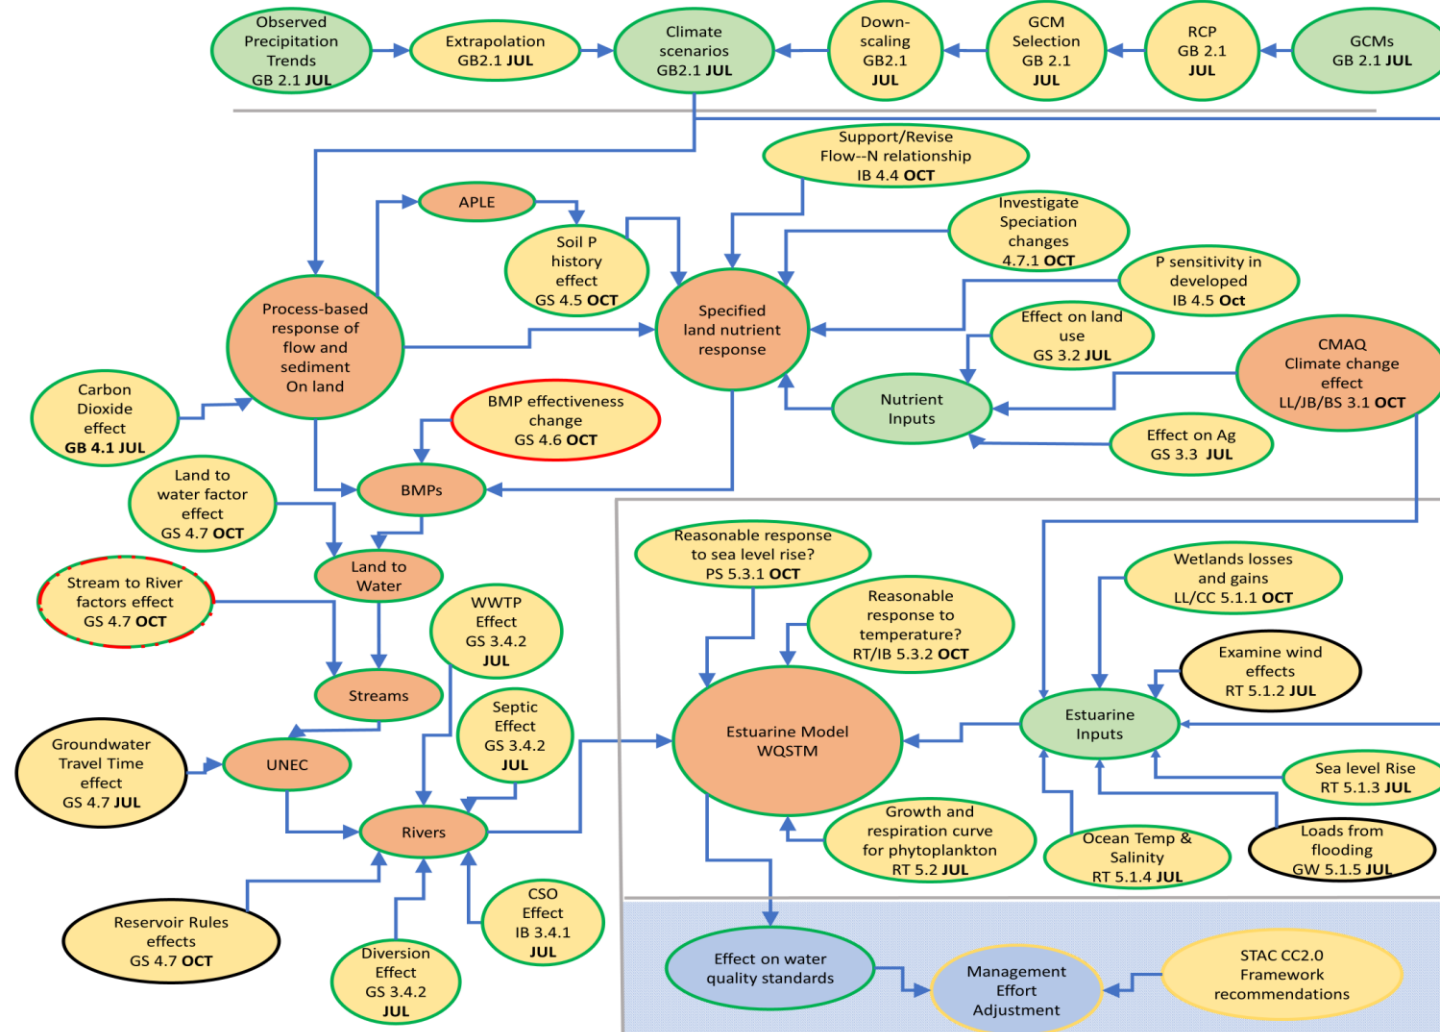 Observed
Precipitation
Trends
GB 2.1 JUL
Extrapolation
GB2.1 JUL
Climate
scenarios
GB2.1 JUL
Down-
scaling
GB2.1
JUL
GCM
Selection
GB 2.1
JUL
RCP
GB 2.1
JUL
GCMs
GB 2.1 JUL
Support/Revise
Flow--N relationship
IB 4.4 OCT
APLE
Soil P
history
effect
GS 4.5 OCT
Investigate
Speciation
changes
4.7.1 OCT
P sensitivity in
developed
IB 4.5 Oct
Process-based
response of
flow and
sediment
On land
Specified
land nutrient
response
Effect on land
use
GS 3.2 JUL
CMAQ
Climate change
effect
LL/JB/BS 3.1 OCT
Carbon
Dioxide
effect
GB 4.1 JUL
BMP effectiveness
change
GS 4.6 OCT
Nutrient
Inputs
Effect on Ag
GS 3.3 JUL
Land to
water factor
effect
GS 4.7 OCT
BMPs
Stream to River
factors effect
GS 4.7 OCT
Land to
Water
WWTP
Effect
GS 3.4.2
JUL
Reasonable response
to sea level rise?
PS 5.3.1 OCT
Reasonable
response to
temperature?
RT/IB 5.3.2 OCT
Wetlands losses
and gains
LL/CC 5.1.1 OCT
Examine wind
effects
RT 5.1.2 JUL
Streams
Septic
Effect
GS 3.4.2
JUL
Estuarine Model
WQSTM
Estuarine
Inputs
Groundwater
Travel Time
effect
GS 4.7 JUL
UNEC
Sea level Rise
RT 5.1.3 JUL
Rivers
Growth and
respiration curve
for phytoplankton
RT 5.2 JUL
Ocean Temp &
Salinity
RT 5.1.4 JUL
Loads from
flooding
GW 5.1.5 JUL
Reservoir Rules
effects
GS 4.7 OCT
Diversion
Effect
GS 3.4.2
JUL
CSO
Effect
IB 3.4.1
JUL
Effect on water
quality standards
Management
Effort
Adjustment
STAC CC2.0
Framework
recommendations